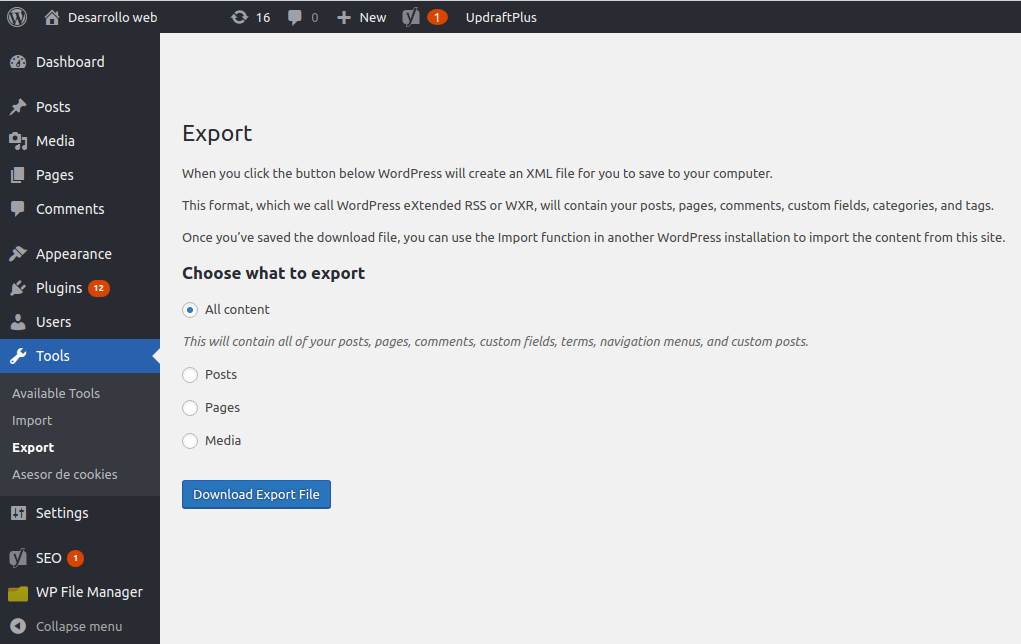 Desarrollo web 16 0 New 1 UpdraftPlus
Dashboard
Posts
Media
Pages
Comments
Appearance
Plugins 12
Users
Tools
Available Tools
Import
Export
Asesor de cookies
Settings
SEO 1
WP File Manager
Collapse menu
Export
When you click the button below WordPress will create an XML file for you to save to your computer.
This format, which we call WordPress eXtended RSS or WXR, will contain your posts, pages, comments, custom fields, categories, and tags.
Once you’ve saved the download file, you can use the Import function in another WordPress installation to import the content from this site.
Choose what to export
All content
This will contain all of your posts, pages, comments, custom fields, terms, navigation menus, and custom posts.
Posts
Pages
Media
Download Export File